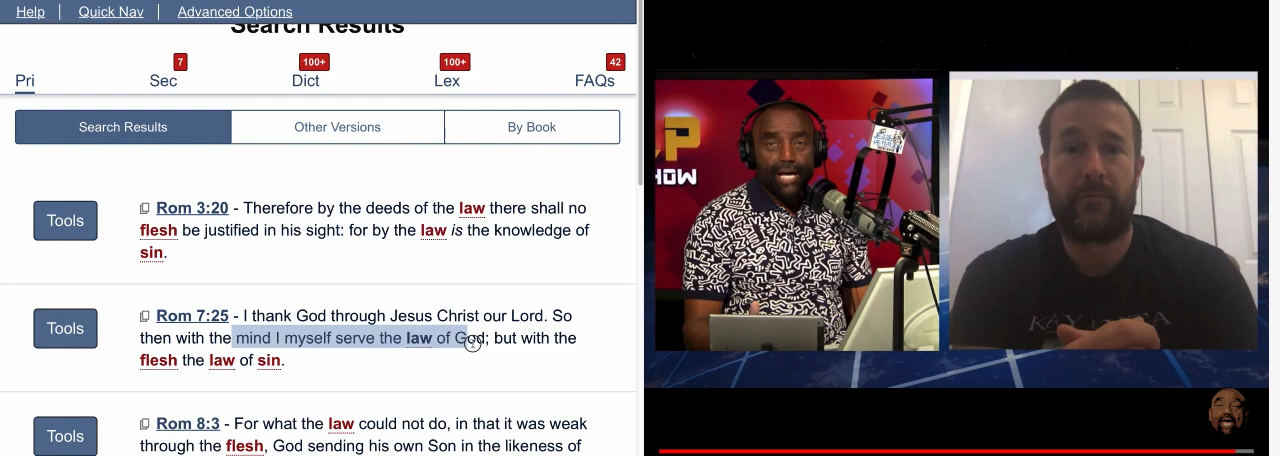 Help | Quick Nav | Advanced Options
Search Results
7 100+ 100+ 42
Pri Sec Dict Lex FAQs
Search Results Other Versions By Book
Tools
Rom 3:20 - Therefore by the deeds of the law there shall no
flesh be justified in his sight: for by the law is the knowledge of
sin.
Tools
Rom 7:25 - I thank God through Jesus Christ our Lord. So
then with the mind I myself serve the law of God; but with the
flesh the law of sin.
Tools
Rom 8:3 - For what the law could not do, in that it was weak
through the flesh, God sending his own Son in the likeness of
LP
HOW
JESSE